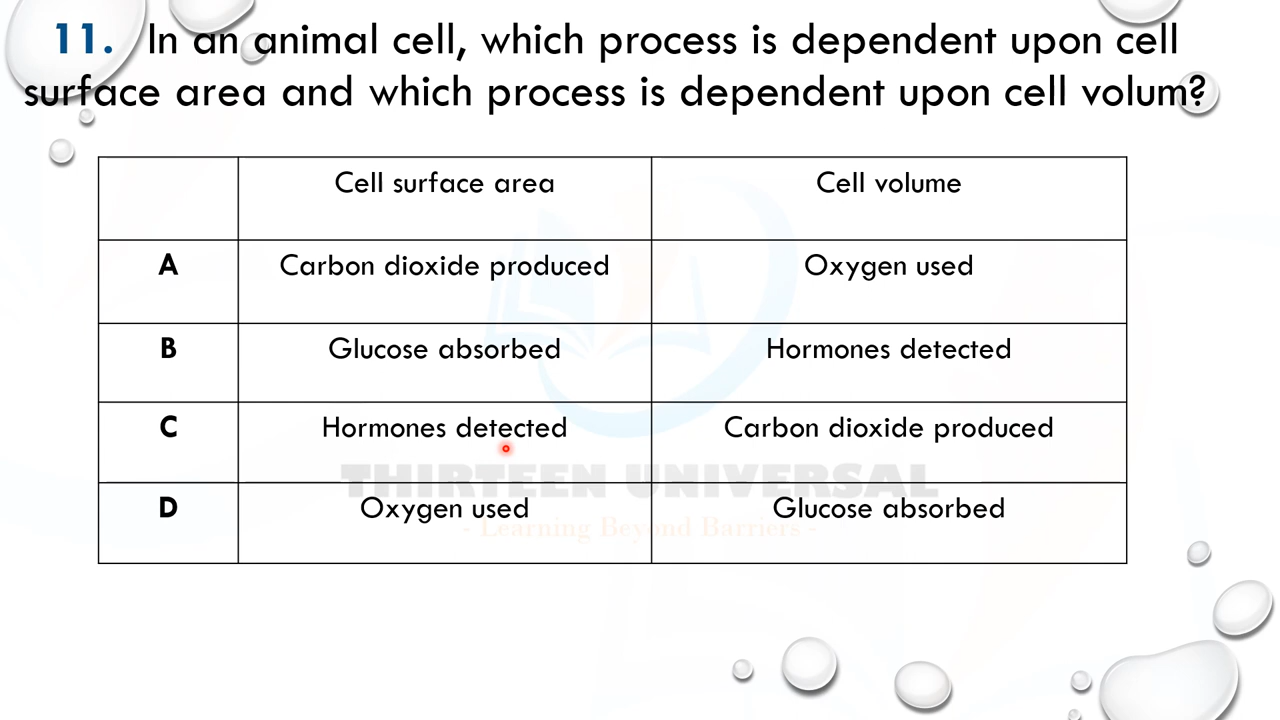 11. In an animal cell, which process is dependent upon cell
surface area and which process is dependent upon cell volum?
Cell surface area Cell volume
A Carbon dioxide produced Oxygen used
B Glucose absorbed Hormones detected
C Hormones detected Carbon dioxide produced
THIRTEEN UNIVERSAL
D Oxygen used Glucose absorbed
- Learning Beyond Barriers -